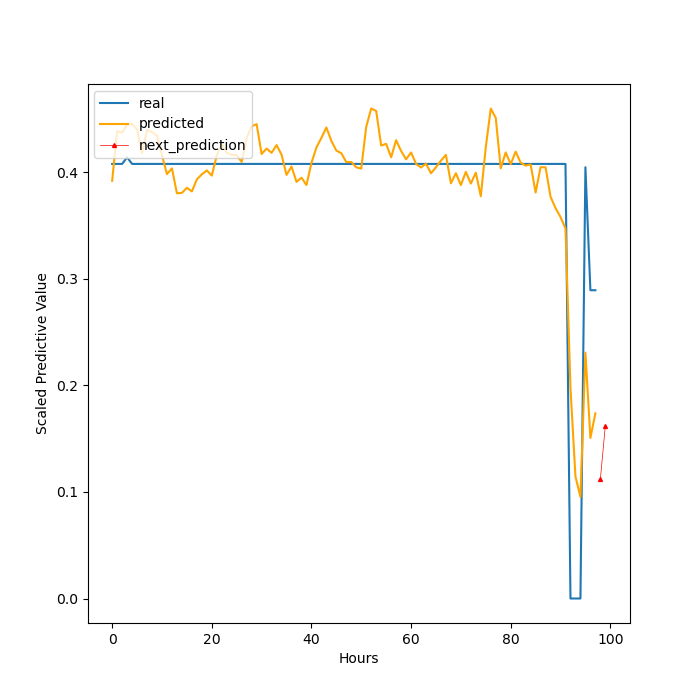 real
predicted
next_prediction
0.4
0.3
0.2
0.1
0.0
Scaled Predictive Value
0 20 40 60 80 100
Hours